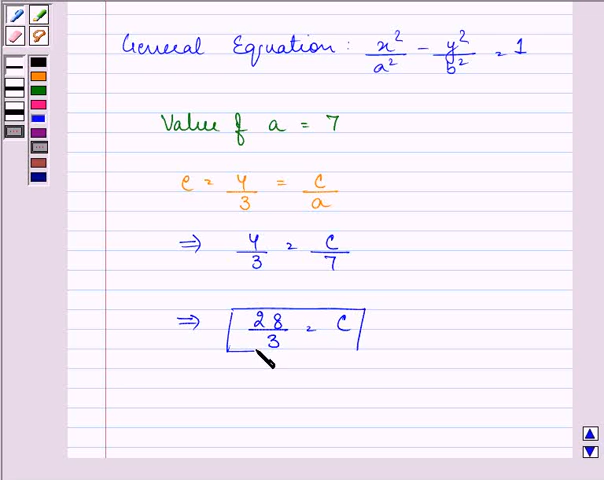 General Equation: x²/a² - y²/b² = 1
Value of a = 7
e = 4/3 = c/a
⇒ 4/3 = c/7
⇒ 28/3 = c